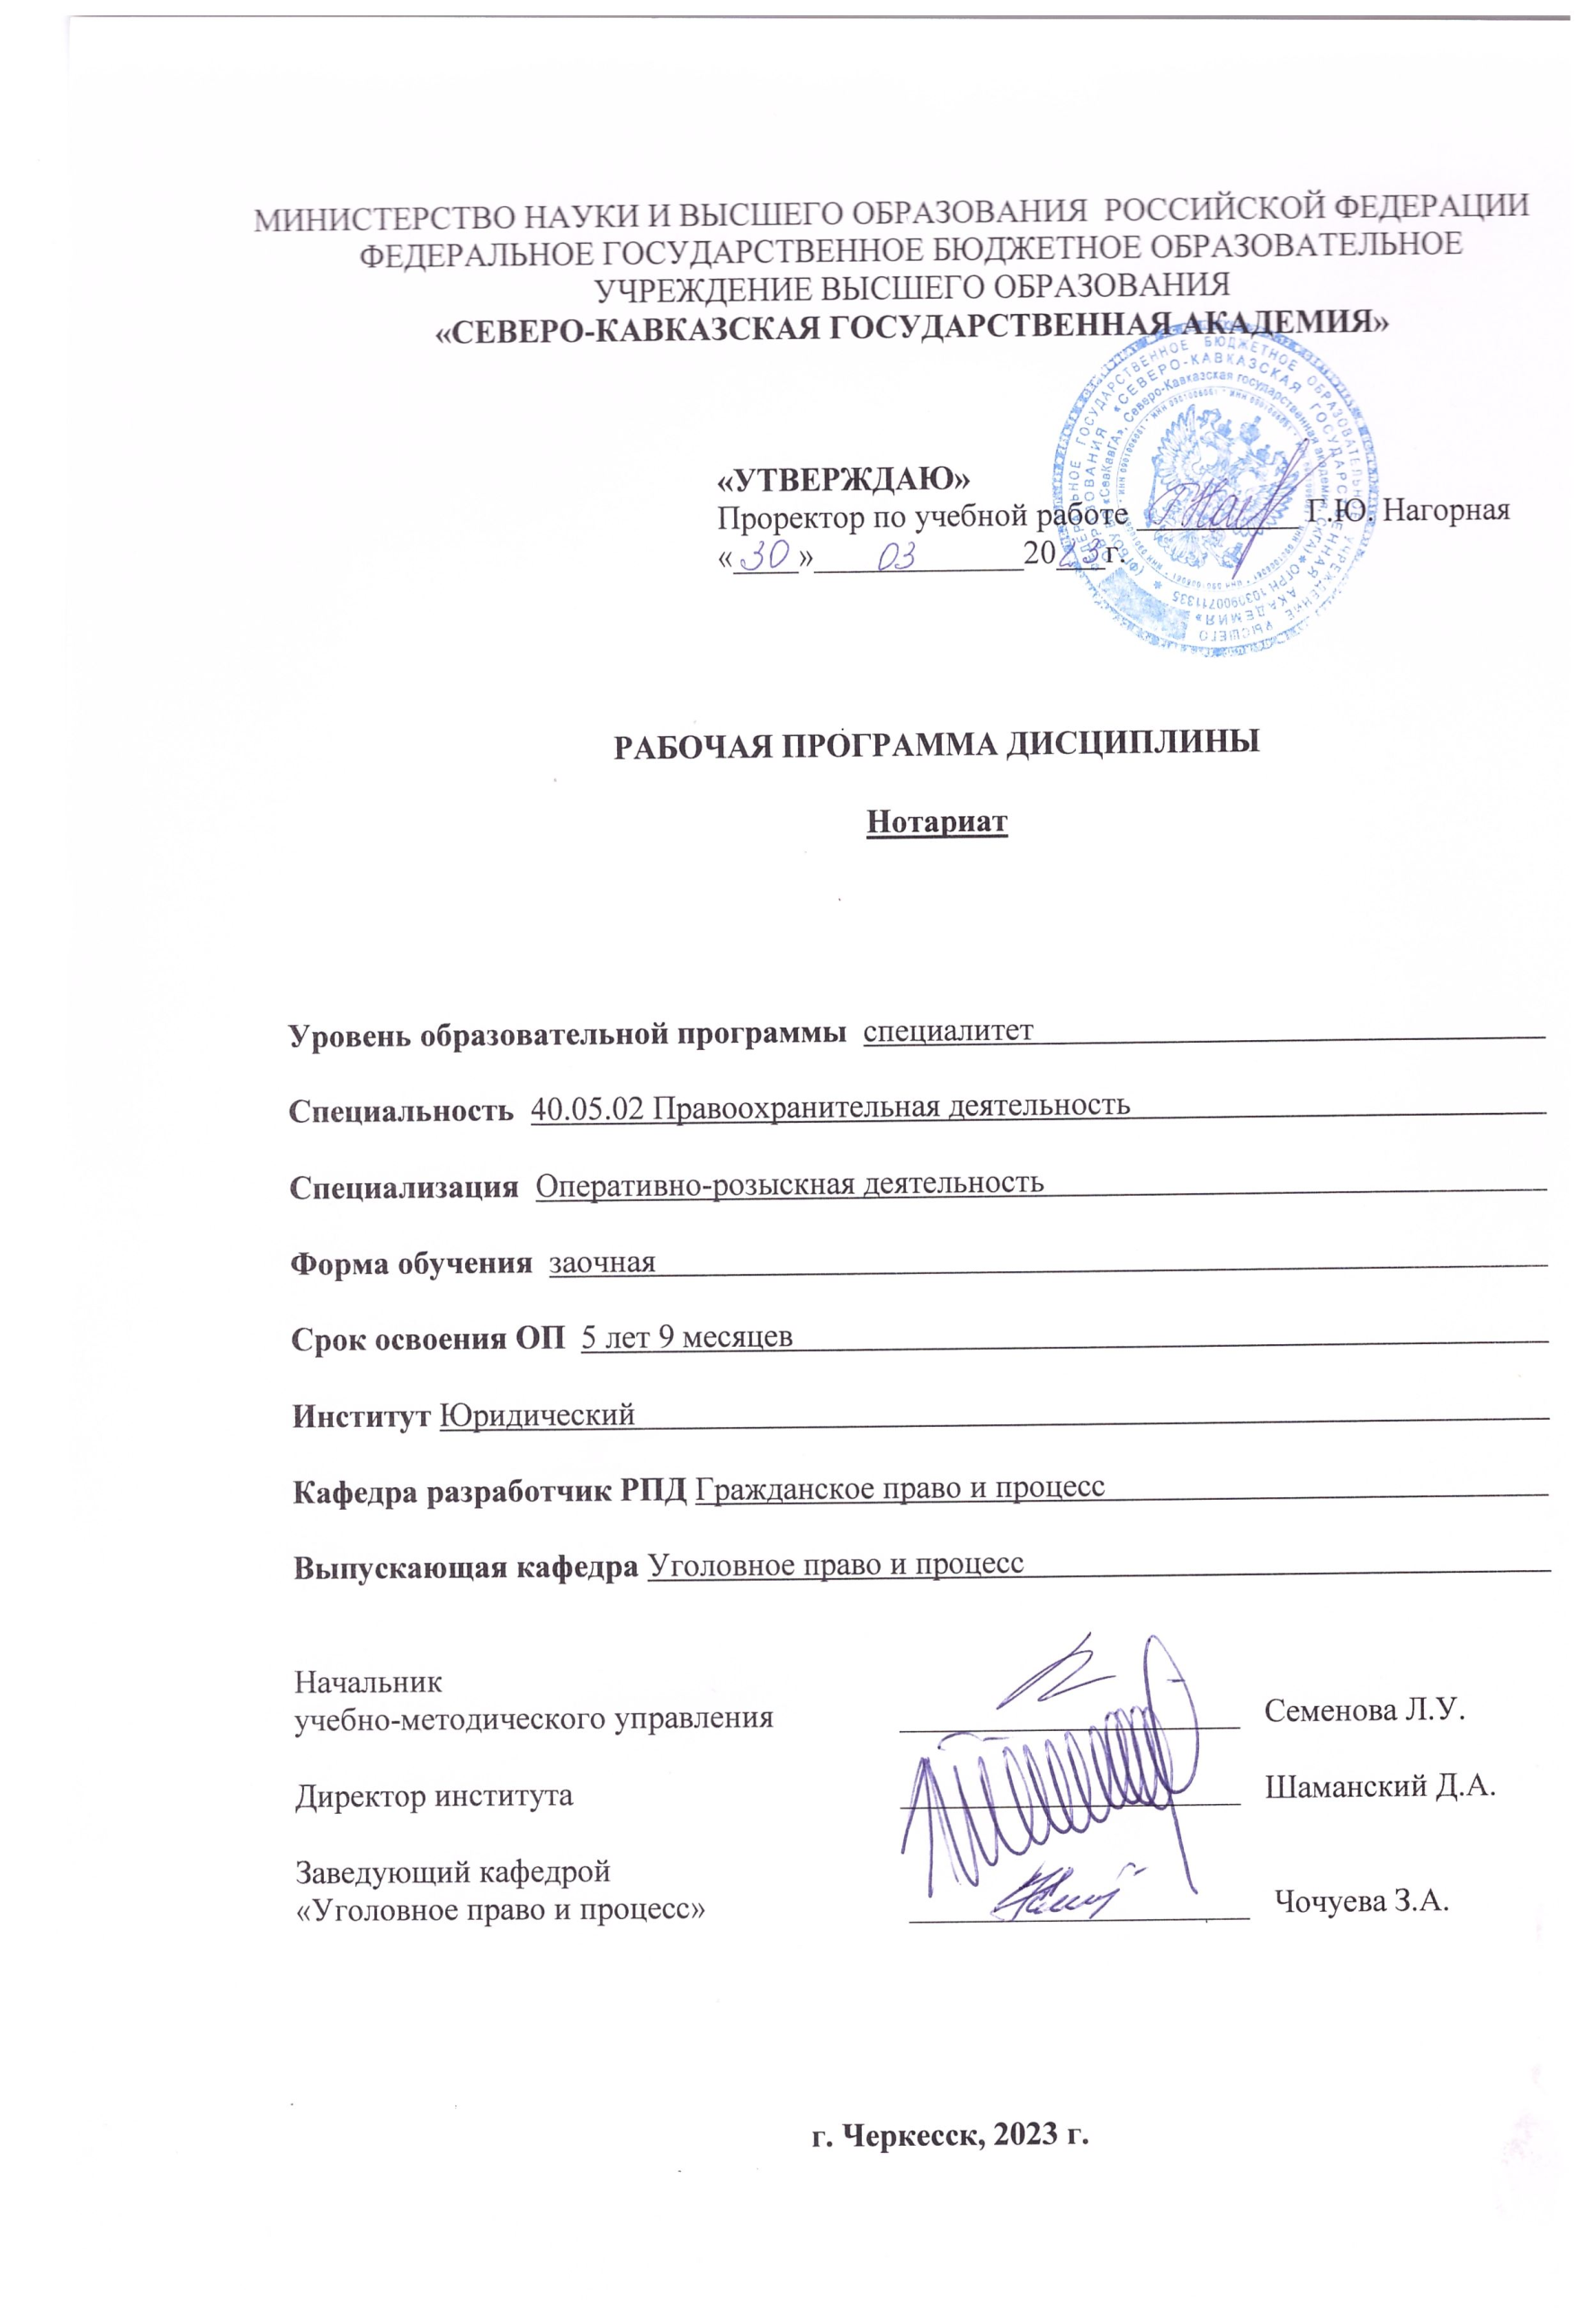 МИНИСТЕРСТВО НАУКИ И ВЫСШЕГО ОБРАЗОВАНИЯ РОССИЙСКОЙ ФЕДЕРАЦИИ
ФЕДЕРАЛЬНОЕ ГОСУДАРСТВЕННОЕ БЮДЖЕТНОЕ ОБРАЗОВАТЕЛЬНОЕ
УЧРЕЖДЕНИЕ ВЫСШЕГО ОБРАЗОВАНИЯ
«СЕВЕРО-КАВКАЗСКАЯ ГОСУДАРСТВЕННАЯ АКАДЕМИЯ»
«УТВЕРЖДАЮ»
Проректор по учебной работе Г.Ю. Нагорная
«30» 03 2023г.
РАБОЧАЯ ПРОГРАММА ДИСЦИПЛИНЫ
Нотариат
Уровень образовательной программы специалитет
Специальность 40.05.02 Правоохранительная деятельность
Специализация Оперативно-розыскная деятельность
Форма обучения заочная
Срок освоения ОП 5 лет 9 месяцев
Институт Юридический
Кафедра разработчик РПД Гражданское право и процесс
Выпускающая кафедра Уголовное право и процесс
Начальник
учебно-методического управления Семенова Л.У.
Директор института Шаманский Д.А.
Заведующий кафедрой
«Уголовное право и процесс» Чочуева З.А.
г. Черкесск, 2023 г.